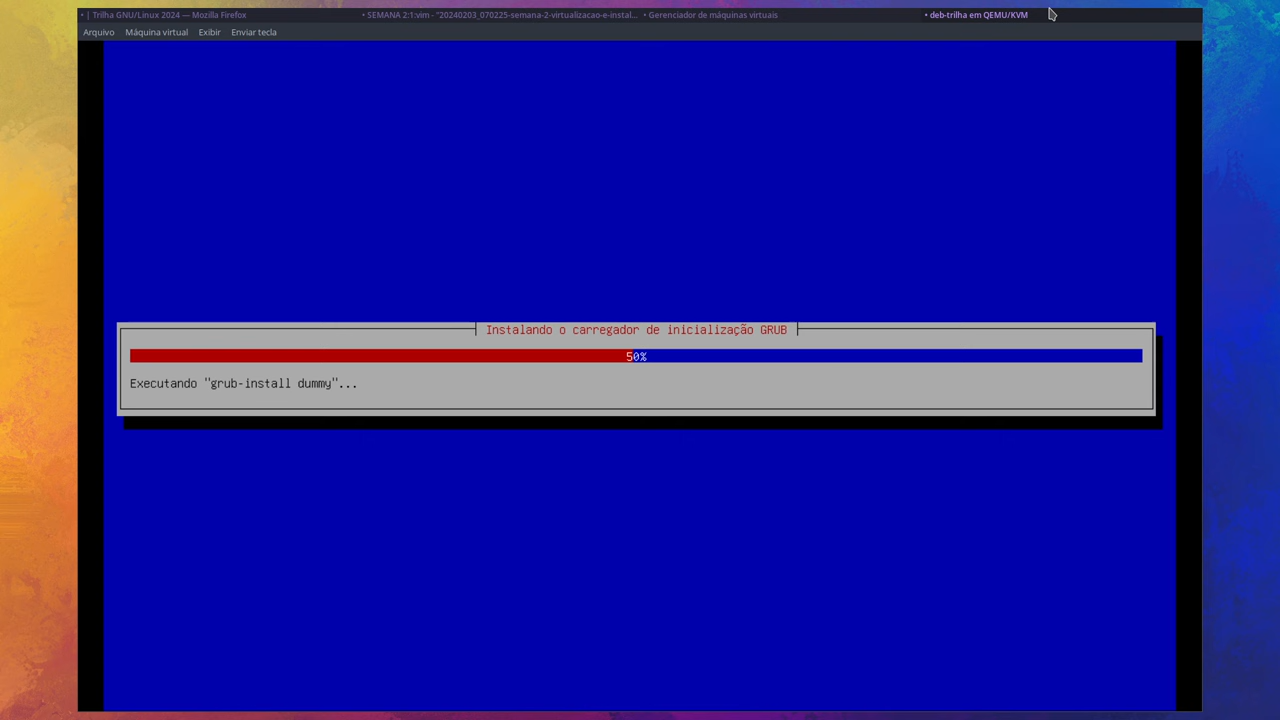 • | Trilha GNU/Linux 2024 — Mozilla Firefox
• SEMANA 2:1:vim - "20240203_070225-semana-2-virtualizacao-e-instal...
• Gerenciador de máquinas virtuais
• deb-trilha em QEMU/KVM
Arquivo Máquina virtual Exibir Enviar tecla
Instalando o carregador de inicialização GRUB
50%
Executando "grub-install dummy"...